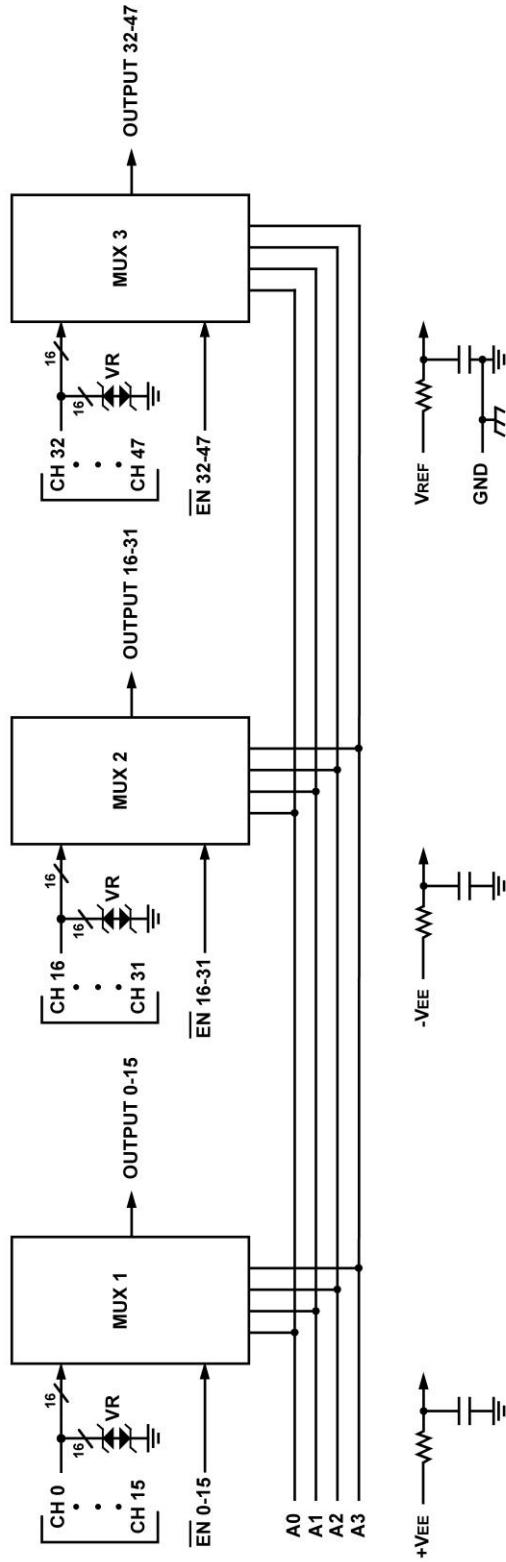 CH 0
CH 15
16
16
VR
EN 0-15
MUX 1
OUTPUT 0-15
CH 16
CH 31
16
16
VR
EN 16-31
MUX 2
OUTPUT 16-31
CH 32
CH 47
16
16
VR
EN 32-47
MUX 3
OUTPUT 32-47
A0
A1
A2
A3
+VEE
-VEE
VREF
GND